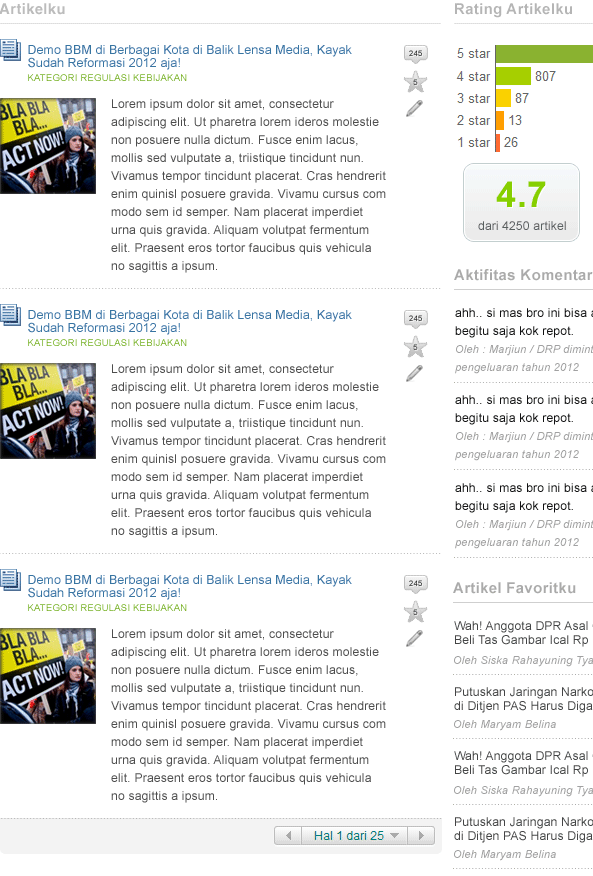 Artikelku
Demo BBM di Berbagai Kota di Balik Lensa Media, Kayak
Sudah Reformasi 2012 aja!
KATEGORI REGULASI KEBIJAKAN
245
5
BLA BLA
BLA...
ACT NOW!
Lorem ipsum dolor sit amet, consectetur
adipiscing elit. Ut pharetra lorem ideros molestie
non posuere nulla dictum. Fusce enim lacus,
mollis sed vulputate a, triistique tincidunt nun.
Vivamus tempor tincidunt placerat. Cras hendrerit
enim quinisl posuere gravida. Vivamu cursus com
modo sem id semper. Nam placerat imperdiet
urna quis gravida. Aliquam volutpat fermentum
elit. Praesent eros tortor faucibus quis vehicula
no sagittis a ipsum.
Demo BBM di Berbagai Kota di Balik Lensa Media, Kayak
Sudah Reformasi 2012 aja!
KATEGORI REGULASI KEBIJAKAN
245
5
BLA BLA
BLA...
ACT NOW!
Lorem ipsum dolor sit amet, consectetur
adipiscing elit. Ut pharetra lorem ideros molestie
non posuere nulla dictum. Fusce enim lacus,
mollis sed vulputate a, triistique tincidunt nun.
Vivamus tempor tincidunt placerat. Cras hendrerit
enim quinisl posuere gravida. Vivamu cursus com
modo sem id semper. Nam placerat imperdiet
urna quis gravida. Aliquam volutpat fermentum
elit. Praesent eros tortor faucibus quis vehicula
no sagittis a ipsum.
Demo BBM di Berbagai Kota di Balik Lensa Media, Kayak
Sudah Reformasi 2012 aja!
KATEGORI REGULASI KEBIJAKAN
245
5
BLA BLA
BLA...
ACT NOW!
Lorem ipsum dolor sit amet, consectetur
adipiscing elit. Ut pharetra lorem ideros molestie
non posuere nulla dictum. Fusce enim lacus,
mollis sed vulputate a, triistique tincidunt nun.
Vivamus tempor tincidunt placerat. Cras hendrerit
enim quinisl posuere gravida. Vivamu cursus com
modo sem id semper. Nam placerat imperdiet
urna quis gravida. Aliquam volutpat fermentum
elit. Praesent eros tortor faucibus quis vehicula
no sagittis a ipsum.
Hal 1 dari 25
Rating Artikelku
5 star
4 star 807
3 star 87
2 star 13
1 star 26
4.7
dari 4250 artikel
Aktifitas Komentar
ahh.. si mas bro ini bisa a
begitu saja kok repot.
Oleh : Marjiun / DRP dimint
pengeluaran tahun 2012
ahh.. si mas bro ini bisa a
begitu saja kok repot.
Oleh : Marjiun / DRP dimint
pengeluaran tahun 2012
ahh.. si mas bro ini bisa a
begitu saja kok repot.
Oleh : Marjiun / DRP dimint
pengeluaran tahun 2012
Artikel Favoritku
Wah! Anggota DPR Asal
Beli Tas Gambar Ical Rp
Oleh Siska Rahayuning Tya
Putuskan Jaringan Narko
di Ditjen PAS Harus Diga
Oleh Maryam Belina
Wah! Anggota DPR Asal
Beli Tas Gambar Ical Rp
Oleh Siska Rahayuning Tya
Putuskan Jaringan Narko
di Ditjen PAS Harus Diga
Oleh Maryam Belina